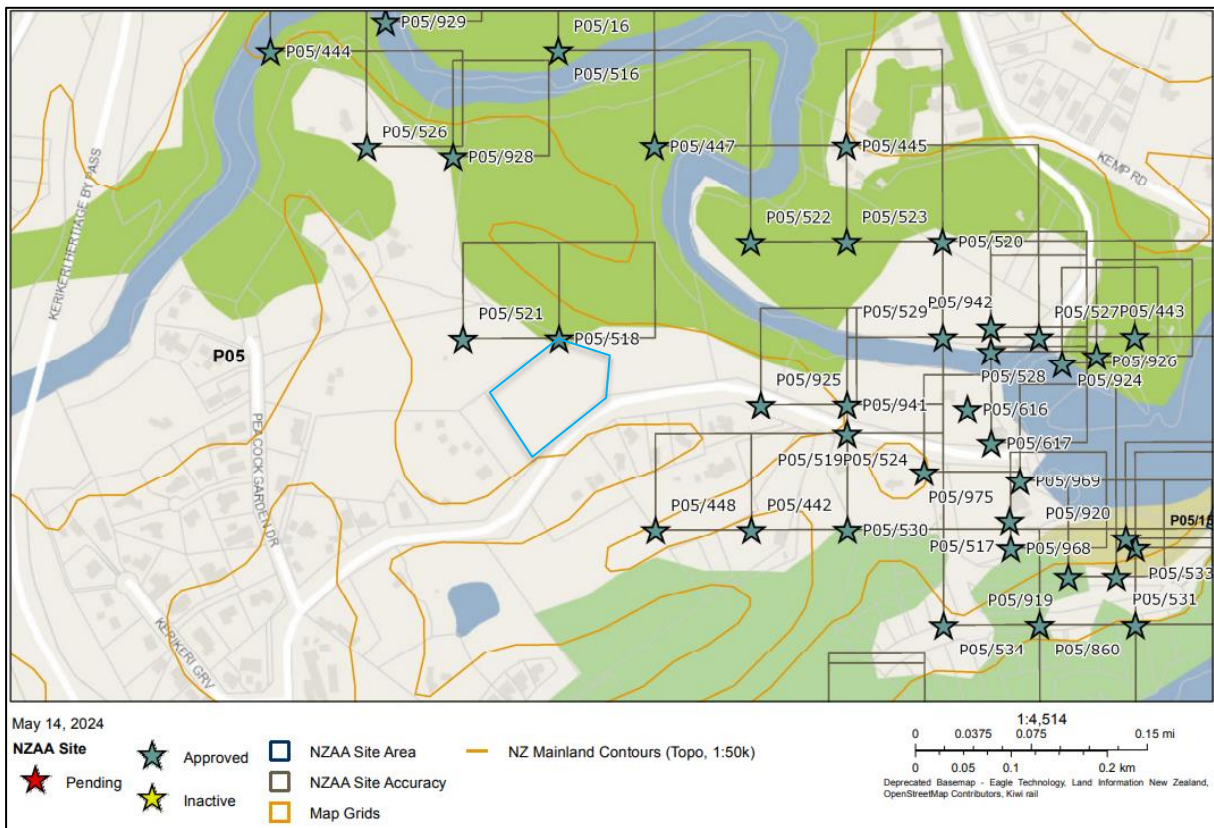 P05/929
P05/16
P05/444
P05/516
P05/526
P05/928
P05/447
P05/445
KEMP RD
KERIKERI HERTIAGE BY PASS
P05/522
P05/523
P05/520
P05/942
P05/529
P05/527
P05/443
P05/521
P05/518
P05
P05/926
P05/528
P05/924
P05/925
P05/941
P05/616
P05/617
PEACOCK GARDEN DR
P05/519
P05/524
P05/969
P05/975
P05/448
P05/442
P05/920
P05/530
P05/517
P05/968
P05/15
P05/533
P05/919
P05/531
KERIKERI GRV
P05/534
P05/860
May 14, 2024
NZAA Site
Pending
Approved
Inactive
NZAA Site Area
NZAA Site Accuracy
Map Grids
NZ Mainland Contours (Topo, 1:50k)
1:4,514
0 0.0375 0.075 0.15 mi
0 0.05 0.1 0.2 km
Deprecated Basemap - Eagle Technology, Land Information New Zealand,
OpenStreetMap Contributors, Kiwi rail